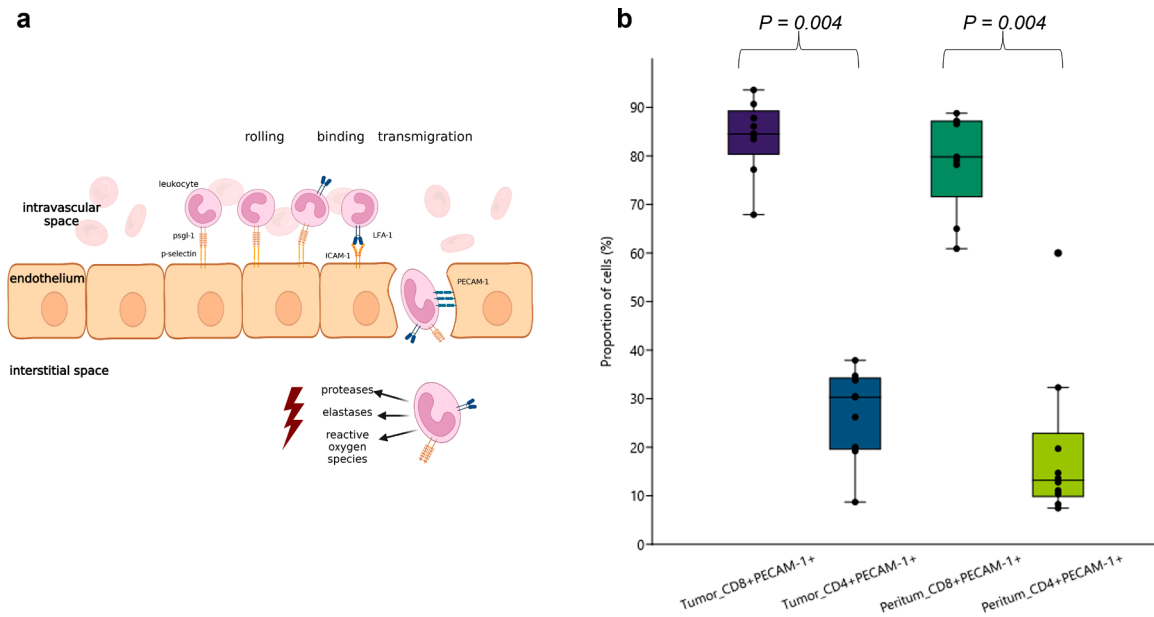 a
rolling binding transmigration
leukocyte
intravascular
space
psgl-1
LFA-1
p-selectin
ICAM-1
endothelium
PECAM-1
interstitial space
proteases
elastases
reactive
oxygen
species
b
P = 0.004 P = 0.004
Proportion of cells (%)
90
80
70
60
50
40
30
20
10
0
Tumor_CD8+PECAM-1+
Tumor_CD4+PECAM-1+
Peritum_CD8+PECAM-1+
Peritum_CD4+PECAM-1+